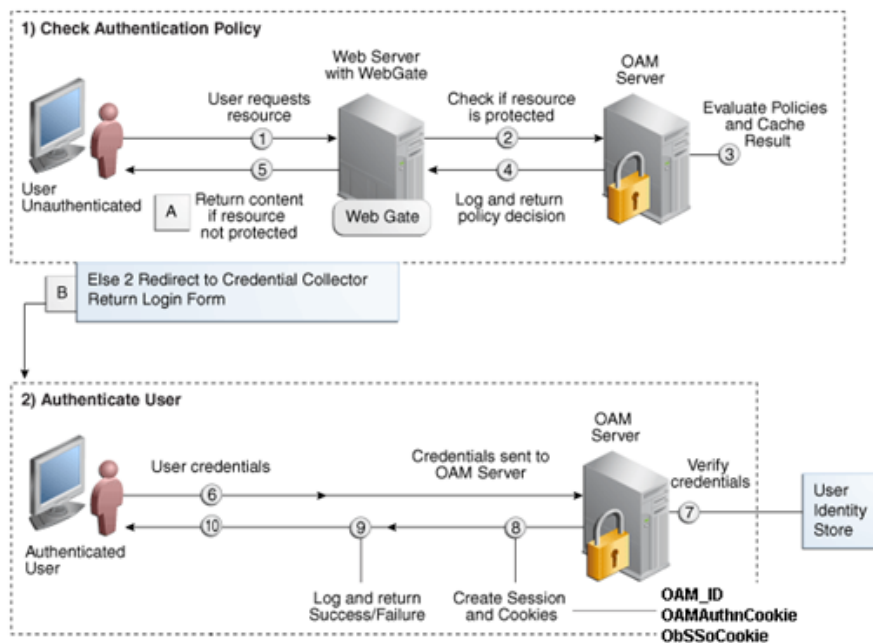 1) Check Authentication Policy
Web Server
with WebGate
OAM
Server
User requests
resource
Check if resource
is protected
Evaluate Policies
and Cache
Result
1
2
3
5
4
User
Unauthenticated
A
Return content
if resource
not protected
Web Gate
Log and return
policy decision
B
Else 2 Redirect to Credential Collector
Return Login Form
2) Authenticate User
OAM
Server
User credentials
Credentials sent to
OAM Server
Verify
credentials
User
Identity
Store
6
7
10
9
8
Authenticated
User
Log and return
Success/Failure
Create Session
and Cookies
OAM_ID
OAMAuthnCookie
ObSSoCookie